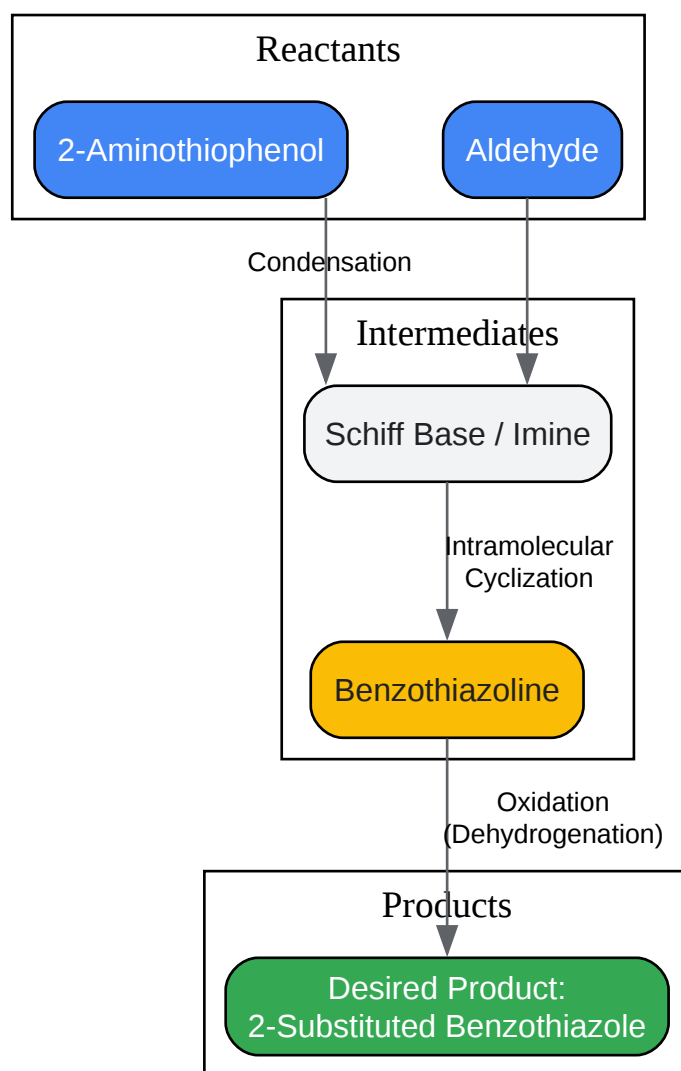 Reactants
2-Aminothiophenol
Aldehyde
Condensation
Intermediates
Schiff Base / Imine
Intramolecular
Cyclization
Benzothiazoline
Oxidation
(Dehydrogenation)
Products
Desired Product:
2-Substituted Benzothiazole